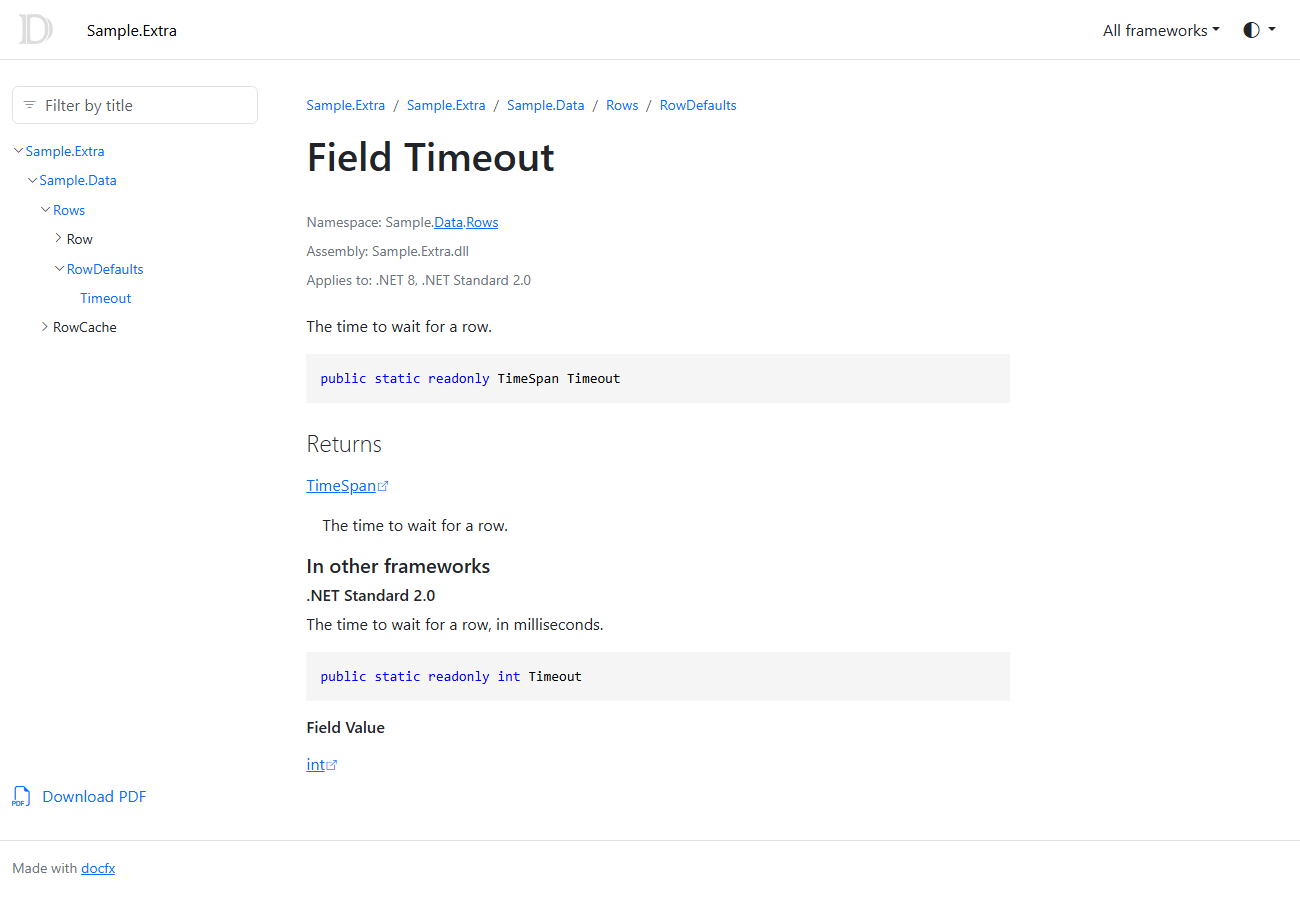 D
Sample.Extra
All frameworks
Filter by title
Sample.Extra
Sample.Data
Rows
Row
RowDefaults
Timeout
RowCache
PDF
Download PDF
Sample.Extra / Sample.Extra / Sample.Data / Rows / RowDefaults
Field Timeout
Namespace: Sample.Data.Rows
Assembly: Sample.Extra.dll
Applies to: .NET 8, .NET Standard 2.0
The time to wait for a row.
public static readonly TimeSpan Timeout
Returns
TimeSpan
The time to wait for a row.
In other frameworks
.NET Standard 2.0
The time to wait for a row, in milliseconds.
public static readonly int Timeout
Field Value
int
Made with docfx